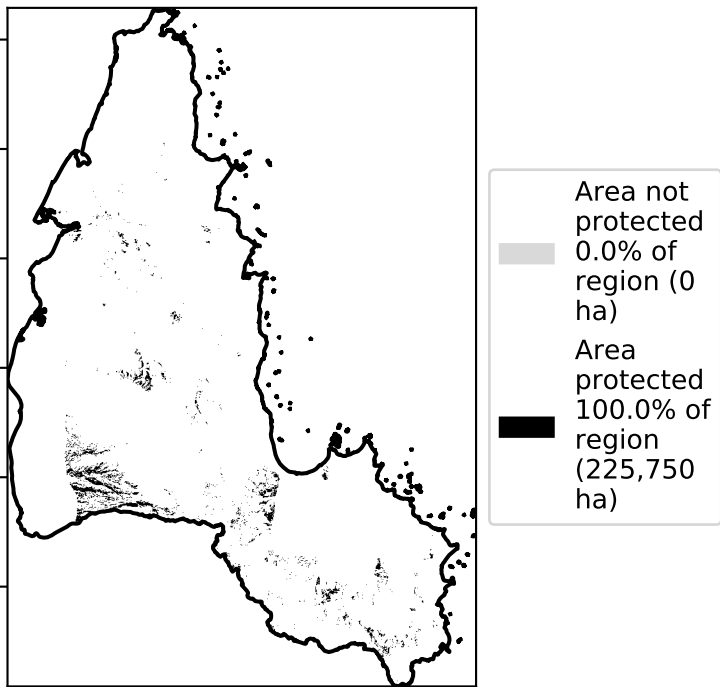 Area not
protected
0.0% of
region (0
ha)
Area
protected
100.0% of
region
(225,750
ha)